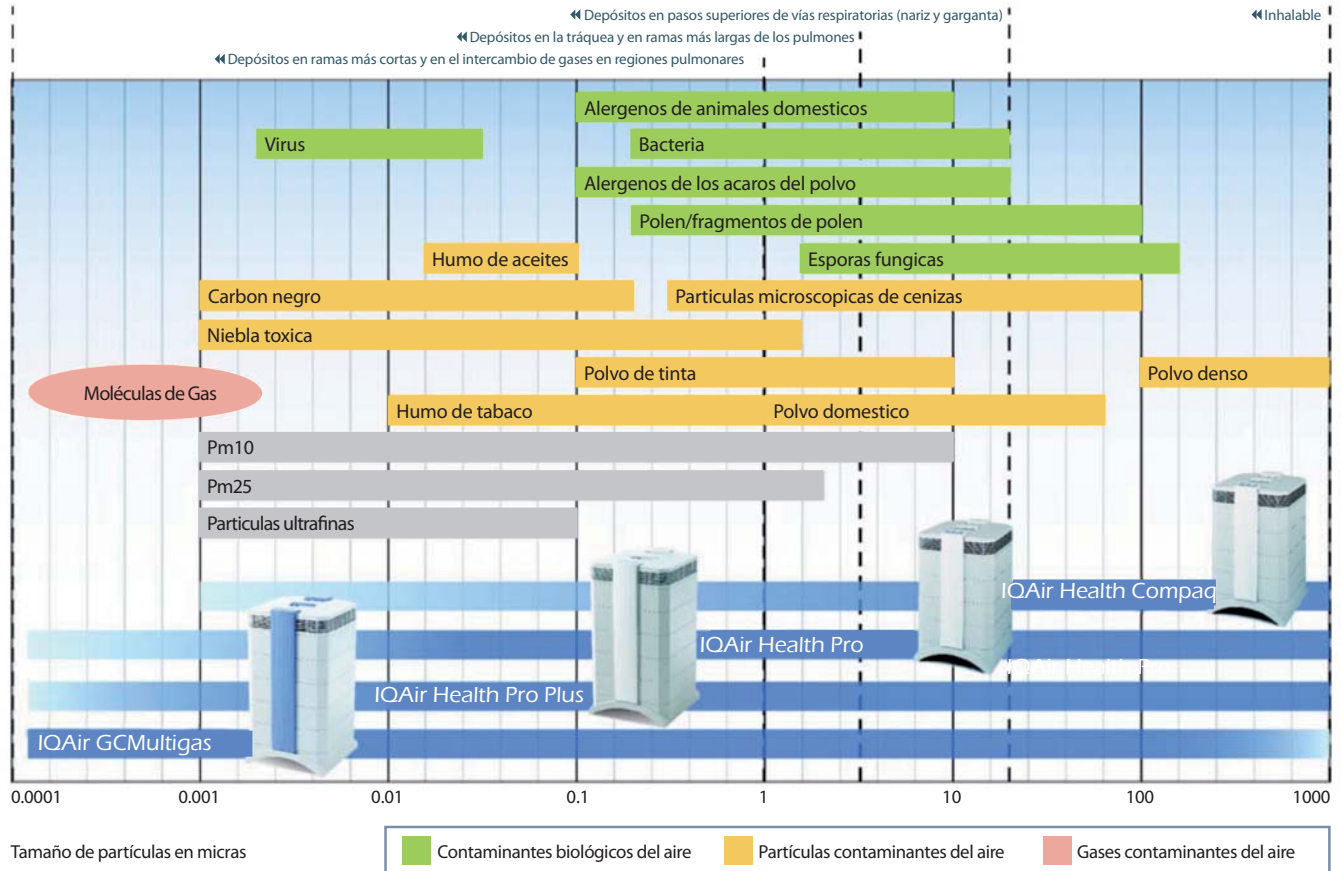 ◄◄ Depósitos en pasos superiores de vías respiratorias (nariz y garganta)
◄◄ Inhalable
◄◄ Depósitos en la tráquea y en ramas más largas de los pulmones
◄◄ Depósitos en ramas más cortas y en el intercambio de gases en regiones pulmonares
Alergenos de animales domesticos
Virus
Bacteria
Alergenos de los acaros del polvo
Polen/fragmentos de polen
Humo de aceites
Esporas fungicas
Carbon negro
Particulas microscopicas de cenizas
Niebla toxica
Moléculas de Gas
Polvo de tinta
Polvo denso
Humo de tabaco
Polvo domestico
Pm10
Pm25
Particulas ultrafinas
IQAir Health Compaq
IQAir Health Pro
IQAir Health Pro Plus
IQAir GCMultigas
0.0001 0.001 0.01 0.1 1 10 100 1000
Tamaño de partículas en micras
Contaminantes biológicos del aire
Partículas contaminantes del aire
Gases contaminantes del aire